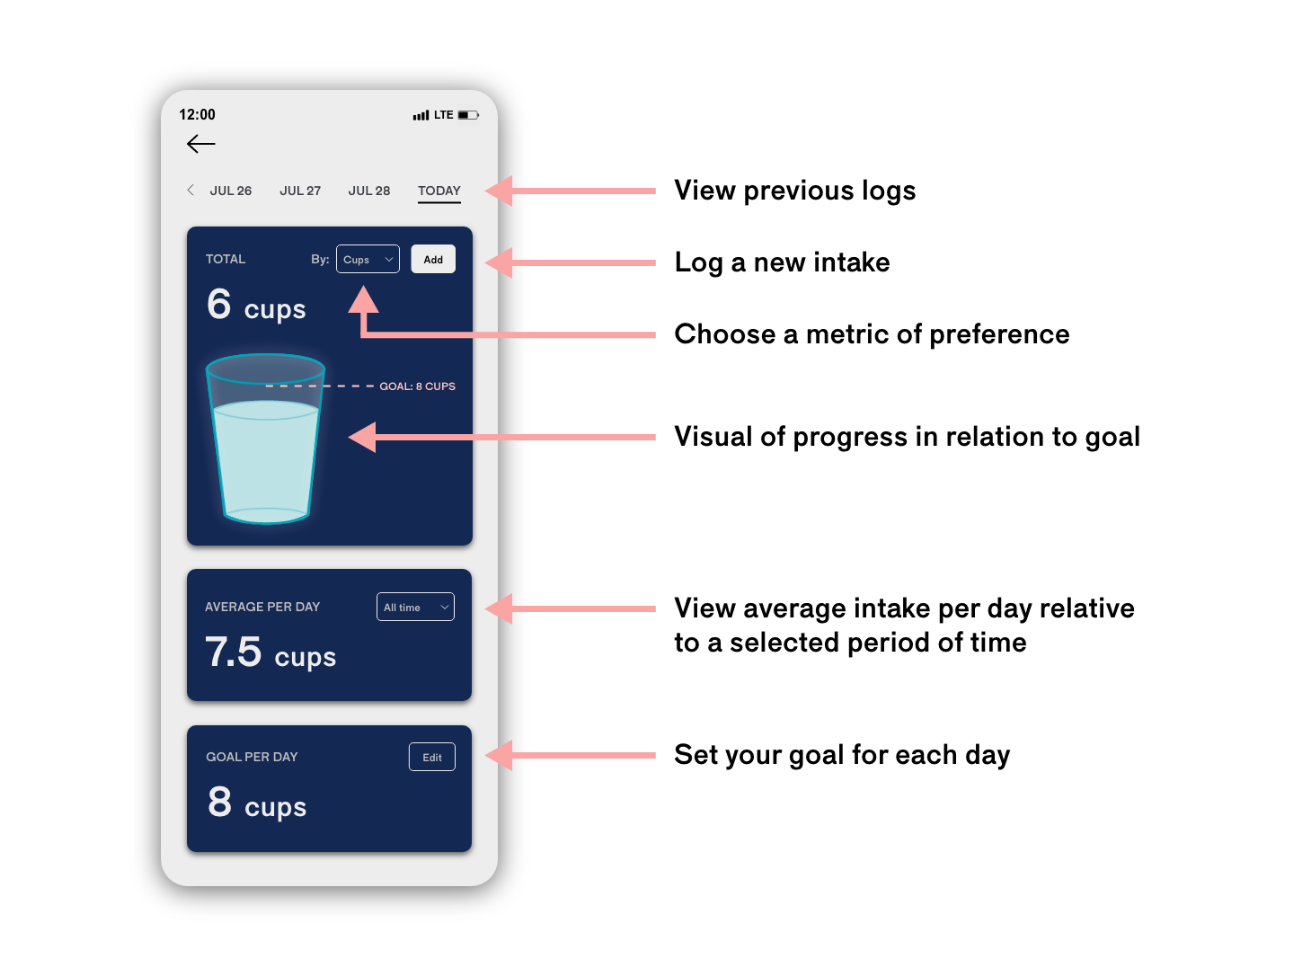 12:00 LTE
JUL 26 JUL 27 JUL 28 TODAY
View previous logs
TOTAL By: Cups Add
Log a new intake
6 cups
Choose a metric of preference
GOAL: 8 CUPS
Visual of progress in relation to goal
AVERAGE PER DAY All time
7.5 cups
View average intake per day relative
to a selected period of time
GOAL PER DAY Edit
8 cups
Set your goal for each day